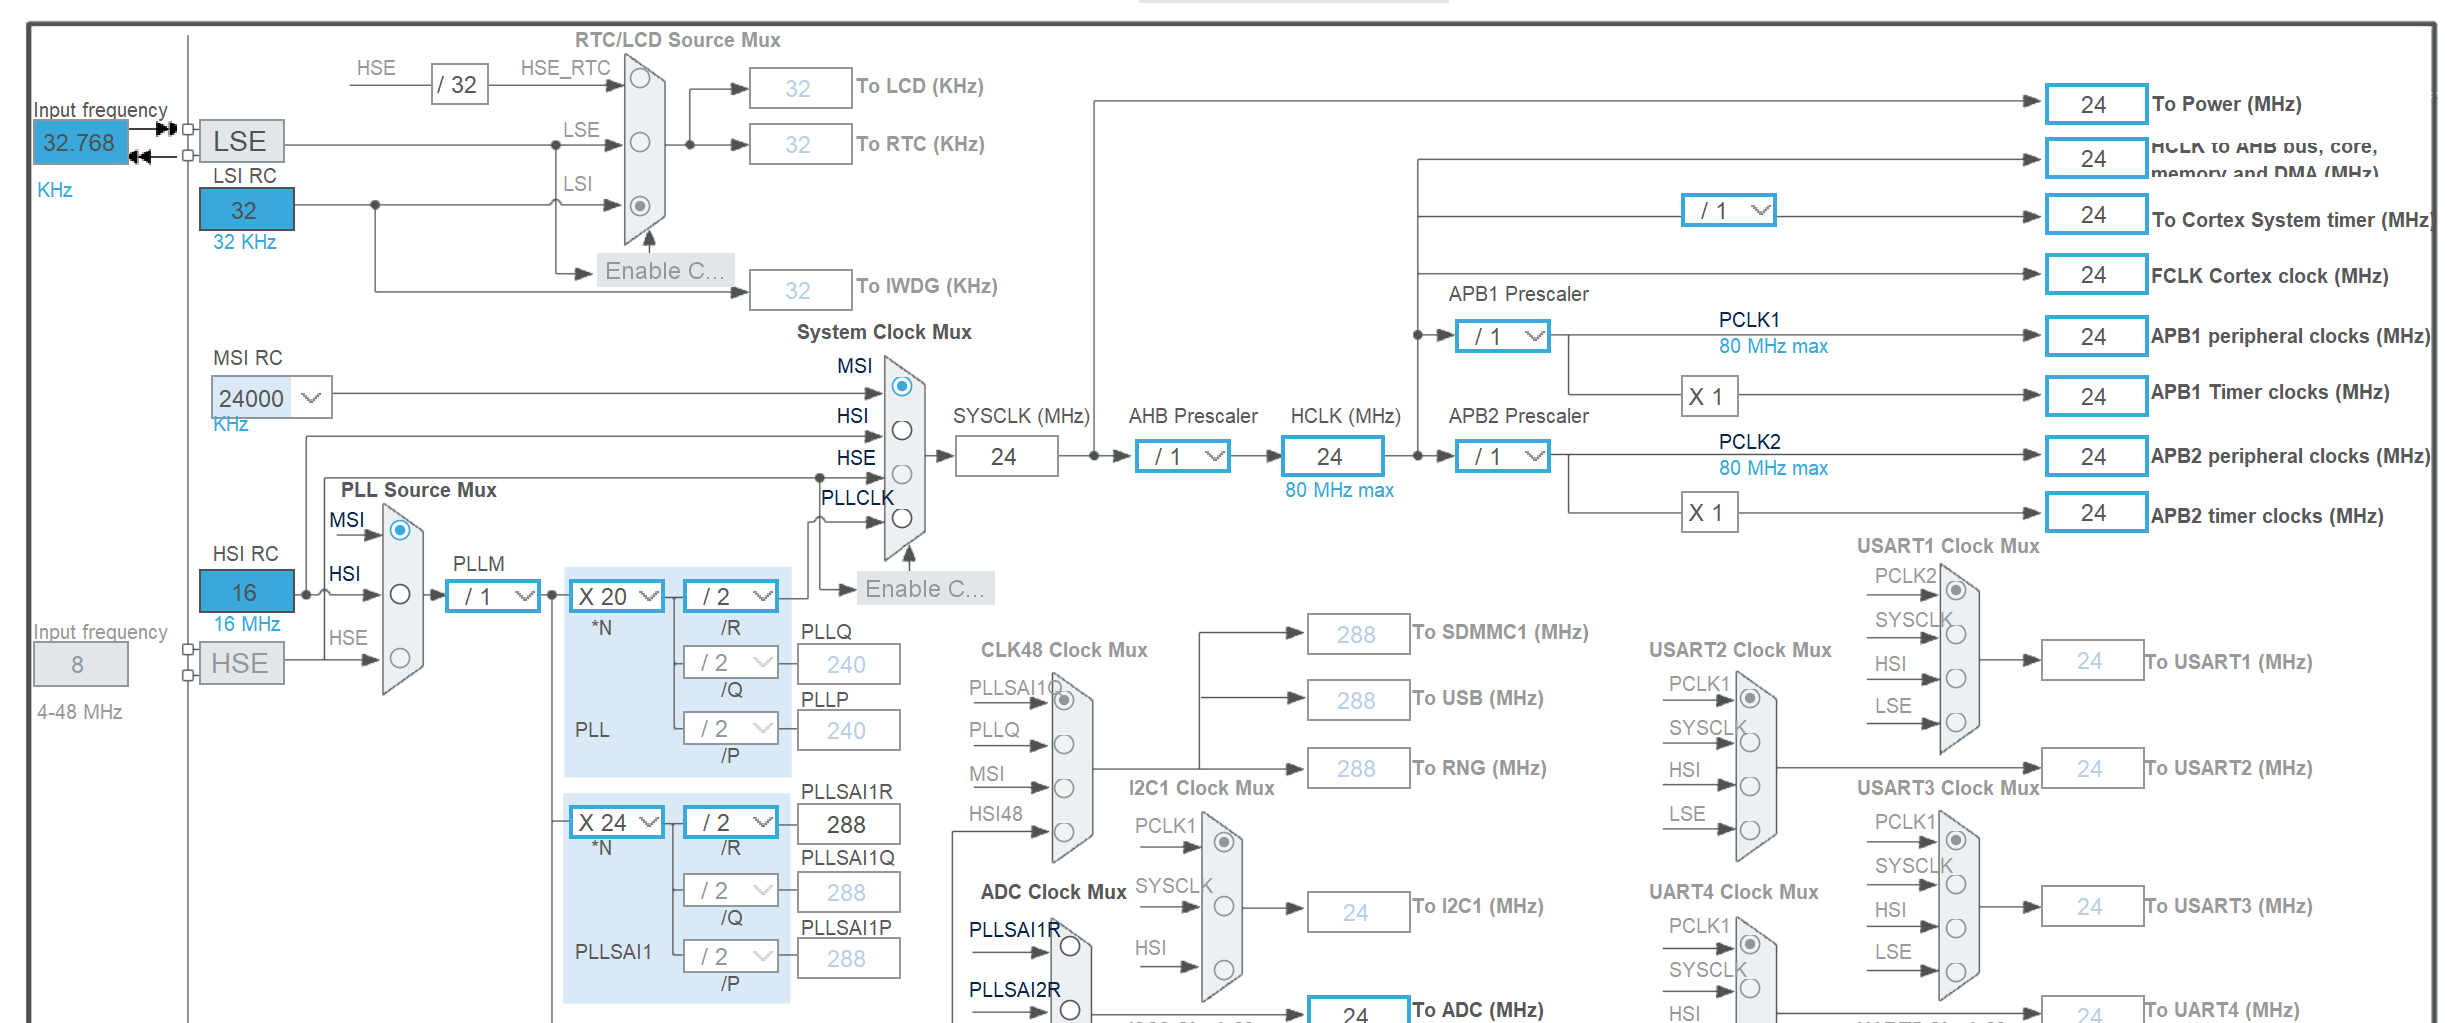 RTC/LCD Source Mux
HSE
/ 32
HSE_RTC
32
To LCD (KHz)
Input frequency
32.768
KHz
LSE
LSE
32
To RTC (KHz)
LSI RC
32
32 KHz
LSI
Enable C...
32
To IWDG (KHz)
24
To Power (MHz)
24
HCLK to AHB bus, core,
memory and DMA (MHz)
/ 1
24
To Cortex System timer (MHz)
24
FCLK Cortex clock (MHz)
APB1 Prescaler
/ 1
PCLK1
80 MHz max
24
APB1 peripheral clocks (MHz)
X 1
24
APB1 Timer clocks (MHz)
System Clock Mux
MSI RC
24000
KHz
MSI
HSI
HSE
PLLCLK
SYSCLK (MHz)
24
AHB Prescaler
/ 1
HCLK (MHz)
24
80 MHz max
APB2 Prescaler
/ 1
PCLK2
80 MHz max
24
APB2 peripheral clocks (MHz)
X 1
24
APB2 timer clocks (MHz)
Enable C...
PLL Source Mux
MSI
HSI
HSE
HSI RC
16
16 MHz
Input frequency
8
4-48 MHz
HSE
PLLM
/ 1
X 20
*N
/ 2
/R
PLLQ
/ 2
240
/Q
PLLP
/ 2
240
/P
PLL
PLLSAI1R
X 24
*N
/ 2
288
/R
PLLSAI1Q
/ 2
288
/Q
PLLSAI1P
/ 2
288
/P
PLLSAI1
CLK48 Clock Mux
PLLSAI1Q
PLLQ
MSI
HSI48
288
To SDMMC1 (MHz)
288
To USB (MHz)
288
To RNG (MHz)
I2C1 Clock Mux
PCLK1
SYSCLK
HSI
24
To I2C1 (MHz)
ADC Clock Mux
PLLSAI1R
PLLSAI2R
24
To ADC (MHz)
USART1 Clock Mux
PCLK2
SYSCLK
HSI
LSE
24
To USART1 (MHz)
USART2 Clock Mux
PCLK1
SYSCLK
HSI
LSE
24
To USART2 (MHz)
USART3 Clock Mux
PCLK1
SYSCLK
HSI
LSE
24
To USART3 (MHz)
UART4 Clock Mux
PCLK1
SYSCLK
HSI
24
To UART4 (MHz)